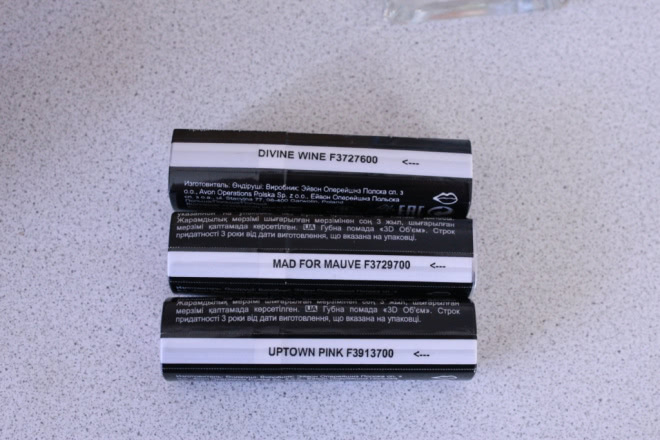 DIVINE WINE F3727600 <---
Изготовитель. Өндіруші: Виробник: Эйвон Оперейшнз Полска сп. з
о.о., Avon Operations Polska Sp. z o.o., Ейвон Оперейшнз Польска
EAC
Жарамдылық мерзімі шығарылған мерзімінен соң 3 жыл, шығарылған
мерзімі қаптамада көрсетілген. UA Губна помада «3D Об'єм». Строк
придатності 3 роки від дати виготовлення, що вказана на упаковці.
MAD FOR MAUVE F3729700 <---
Жарамдылық мерзімі шығарылған мерзімінен соң 3 жыл, шығарылған
мерзімі қаптамада көрсетілген. UA Губна помада «3D Об'єм». Строк
придатності 3 роки від дати виготовлення, що вказана на упаковці.
UPTOWN PINK F3913700 <---